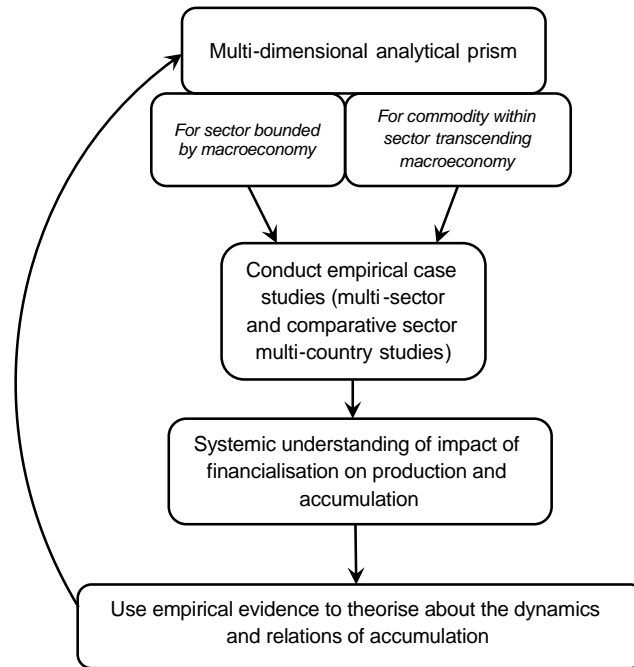 Multi-dimensional analytical prism
For sector bounded
by macroeconomy
For commodity within
sector transcending
macroeconomy
Conduct empirical case
studies (multi-sector
and comparative sector
multi-country studies)
Systemic understanding of impact of
financialisation on production and
accumulation
Use empirical evidence to theorise about the dynamics
and relations of accumulation